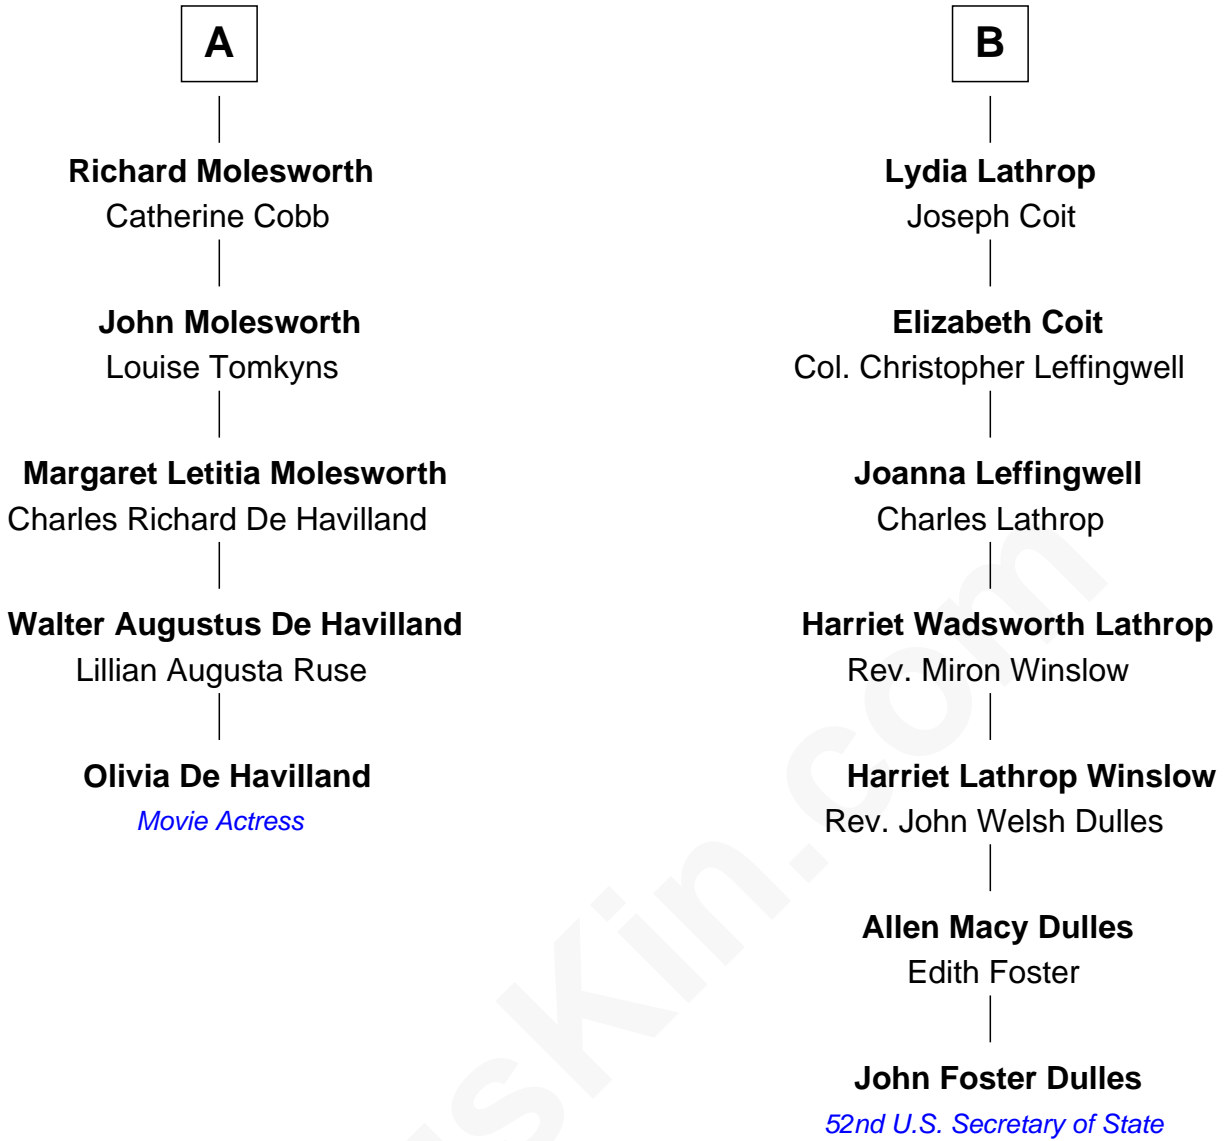 A
Richard Molesworth
Catherine Cobb
John Molesworth
Louise Tomkyns
Margaret Letitia Molesworth
Charles Richard De Havilland
Walter Augustus De Havilland
Lillian Augusta Ruse
Olivia De Havilland
Movie Actress
B
Lydia Lathrop
Joseph Coit
Elizabeth Coit
Col. Christopher Leffingwell
Joanna Leffingwell
Charles Lathrop
Harriet Wadsworth Lathrop
Rev. Miron Winslow
Harriet Lathrop Winslow
Rev. John Welsh Dulles
Allen Macy Dulles
Edith Foster
John Foster Dulles
52nd U.S. Secretary of State